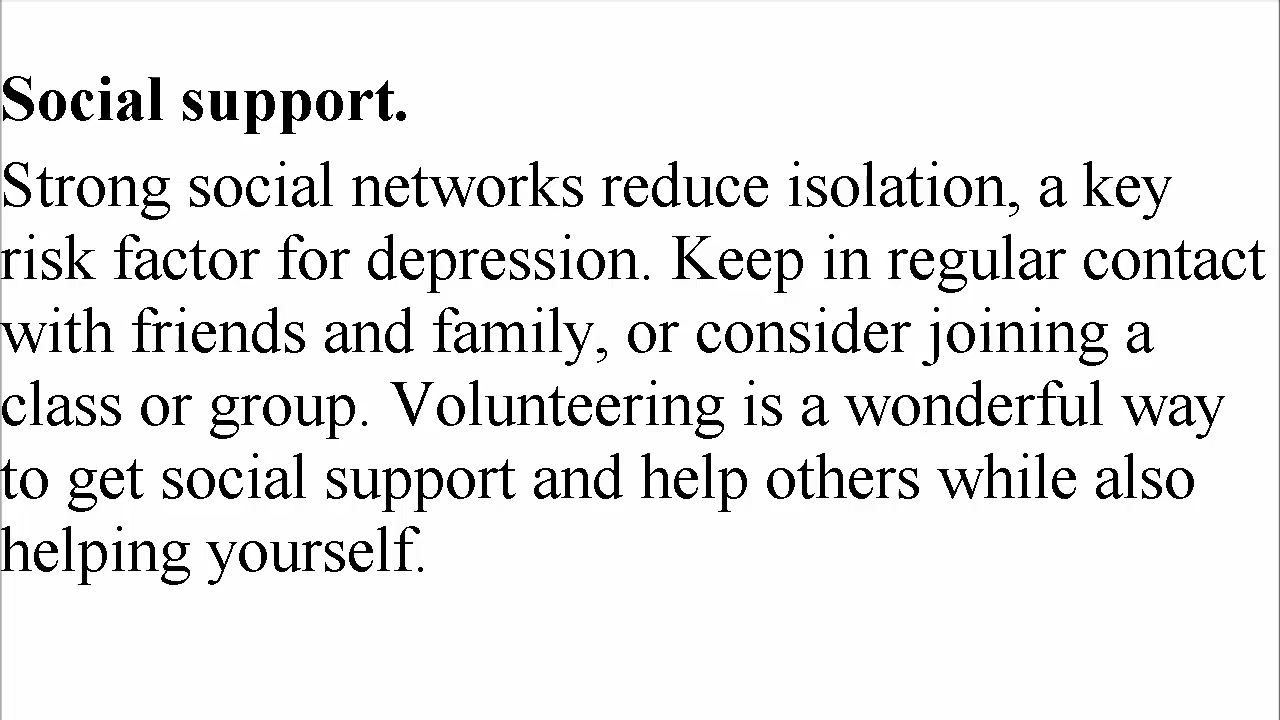 Social support.
Strong social networks reduce isolation, a key
risk factor for depression. Keep in regular contact
with friends and family, or consider joining a
class or group. Volunteering is a wonderful way
to get social support and help others while also
helping yourself.